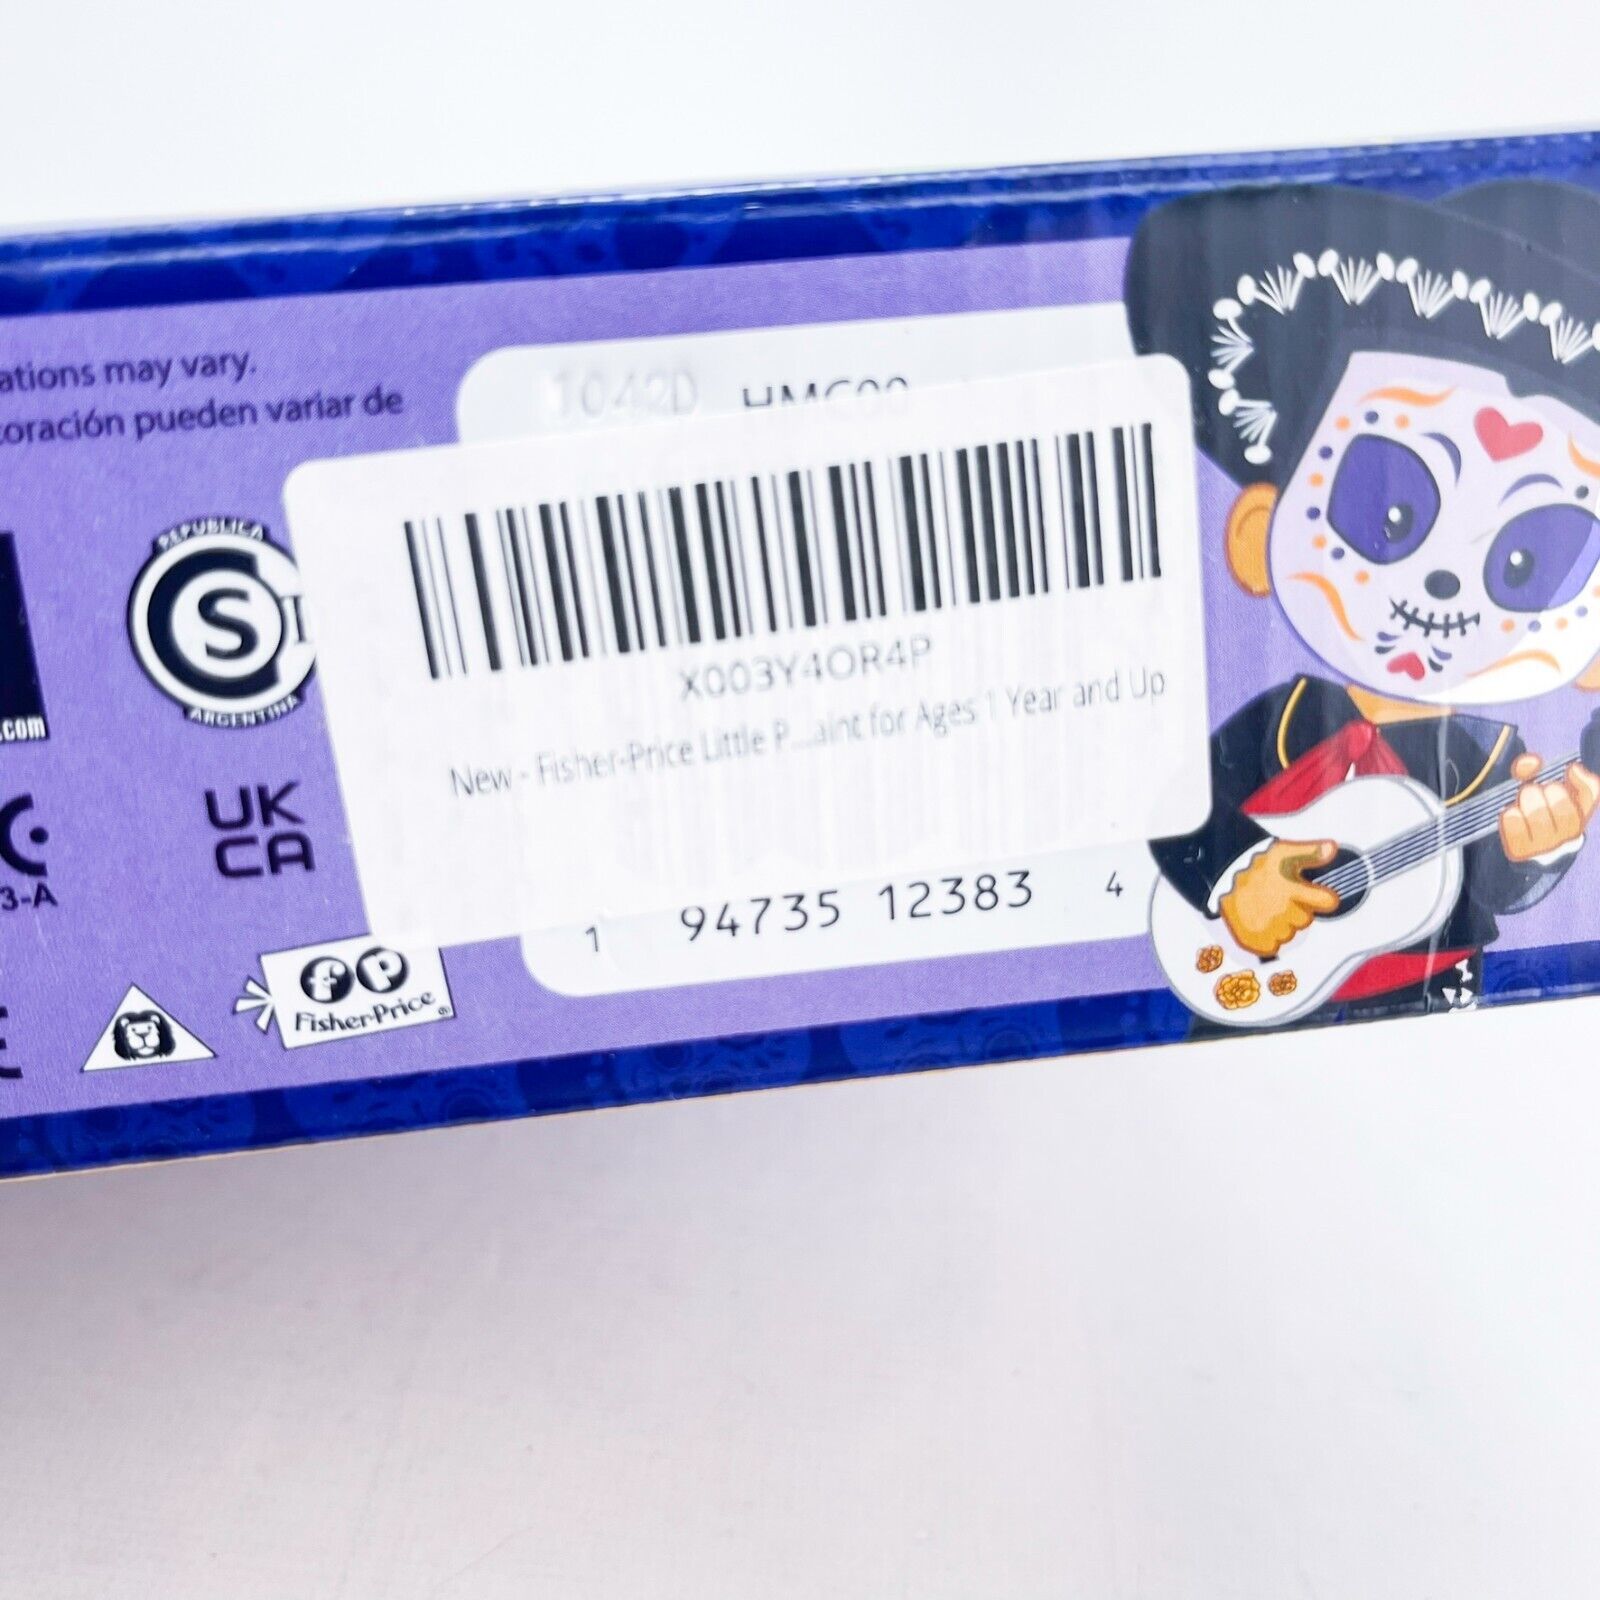 ations may vary.
coración pueden variar de
1042D
REPUBLICA
S
ARGENTINA
X003Y4OR4P
New - Fisher-Price Little P...aint for Ages 1 Year and Up
.com
UK
CA
3-A
1 94735 12383 4
fP
Fisher-Price®